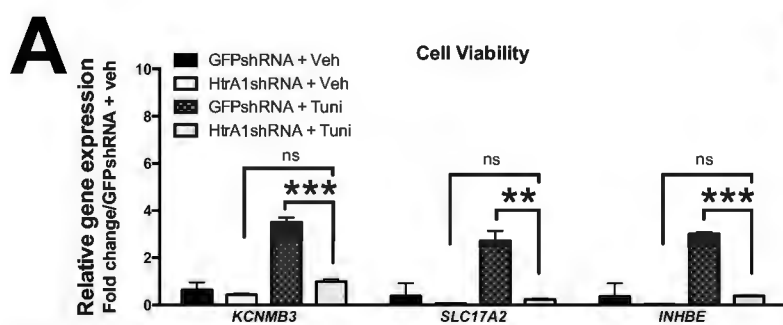 A
Relative gene expression
Fold change/GFPshRNA + veh
GFPshRNA + Veh
HtrA1shRNA + Veh
GFPshRNA + Tuni
HtrA1shRNA + Tuni
Cell Viability
10
8
6
4
2
0
ns
***
ns
**
ns
***
KCNMB3
SLC17A2
INHBE